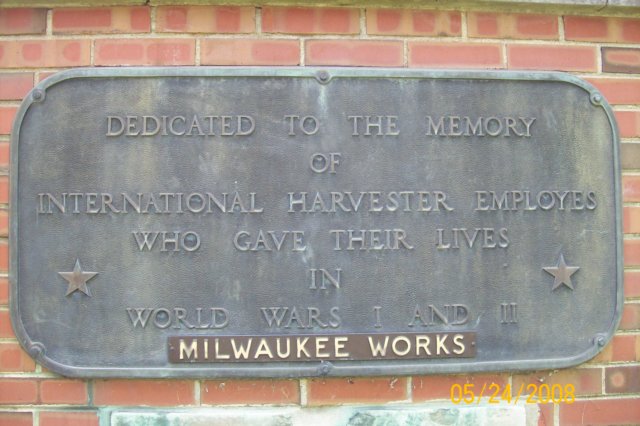 DEDICATED TO THE MEMORY
OF
INTERNATIONAL HARVESTER EMPLOYES
WHO GAVE THEIR LIVES
IN
WORLD WARS I AND II
MILWAUKEE WORKS
05/24/2008